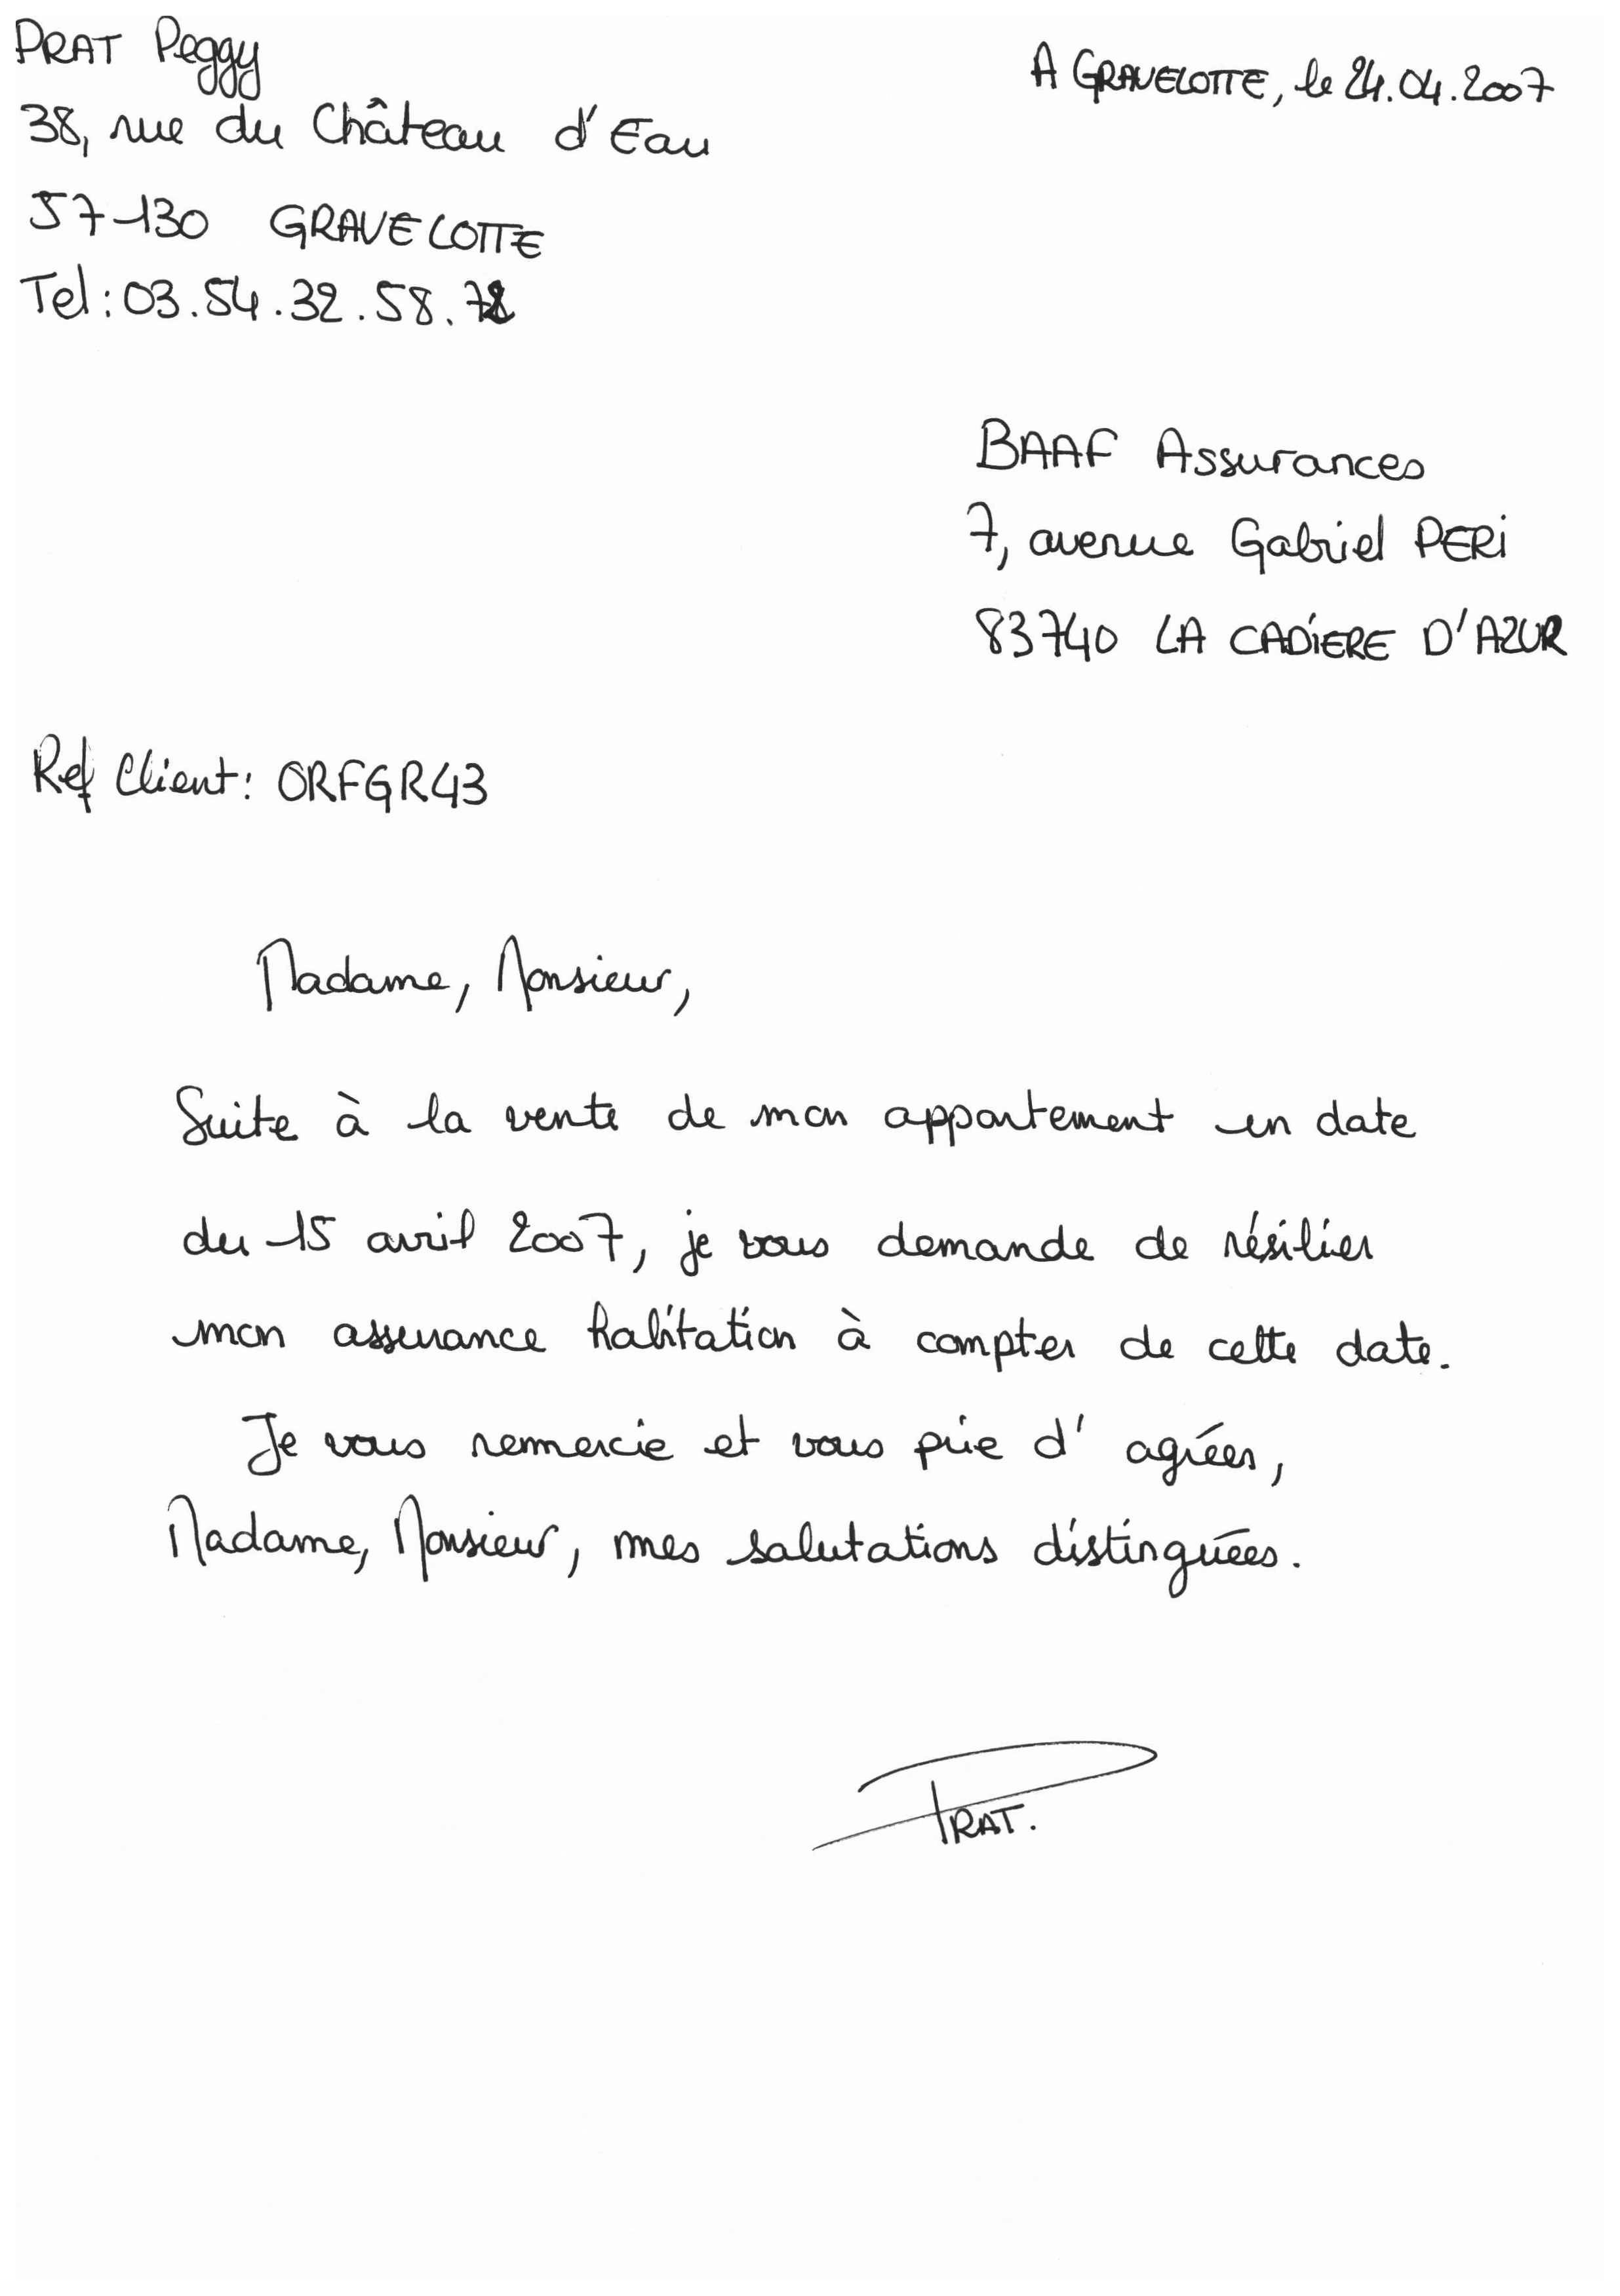 PRAT Peggy
A GRAVELOTTE, le 24.04.2007
38, rue du Château d'Eau
57130 GRAVELOTTE
Tel: 03.54.32.58.78
BAAF Assurances
7, avenue Gabriel PERI
83740 LA CADIERE D'AZUR
Ref Client: ORFGR43
Madame, Monsieur,
Suite à la vente de mon appartement en date
du 15 avril 2007, je vous demande de résilier
mon assurance habitation à compter de cette date.
Je vous remercie et vous prie d'agréer,
Madame, Monsieur, mes salutations distinguées.
PRAT.